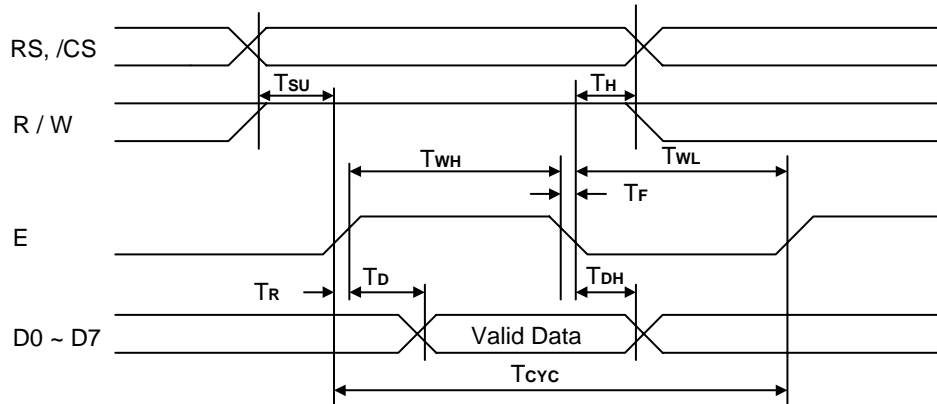 RS, /CS
TSU
TH
R / W
TWH
TWL
TF
E
TR
TD
TDH
D0 ~ D7
Valid Data
TCYC